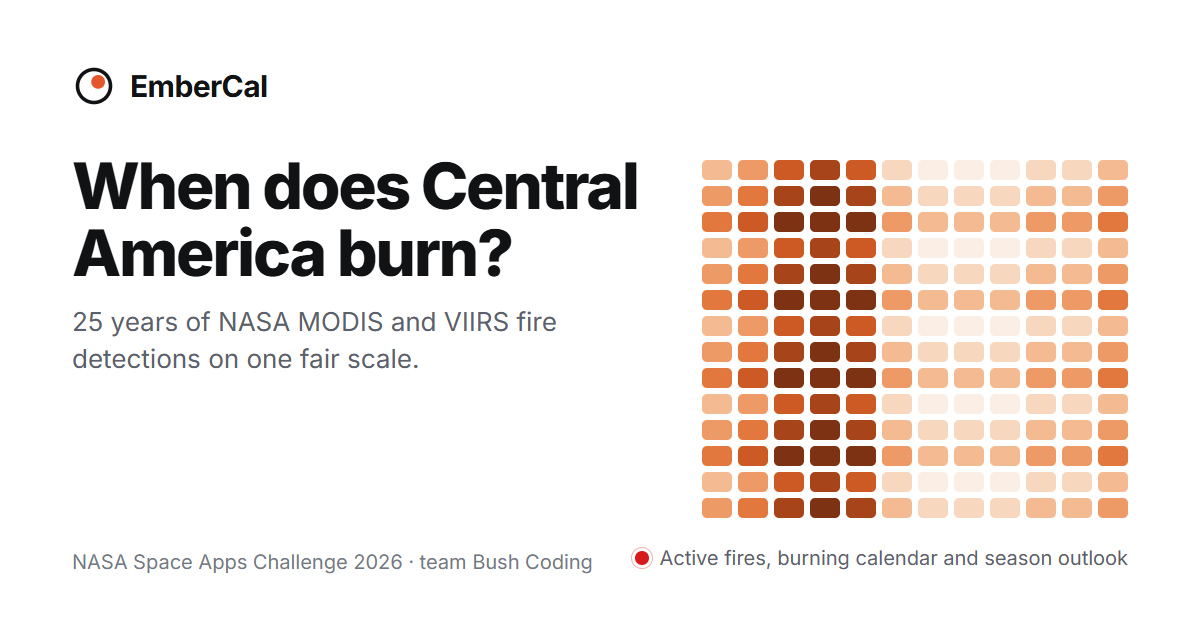 EmberCal
When does Central
America burn?
25 years of NASA MODIS and VIIRS fire
detections on one fair scale.
NASA Space Apps Challenge 2026 · team Bush Coding
Active fires, burning calendar and season outlook